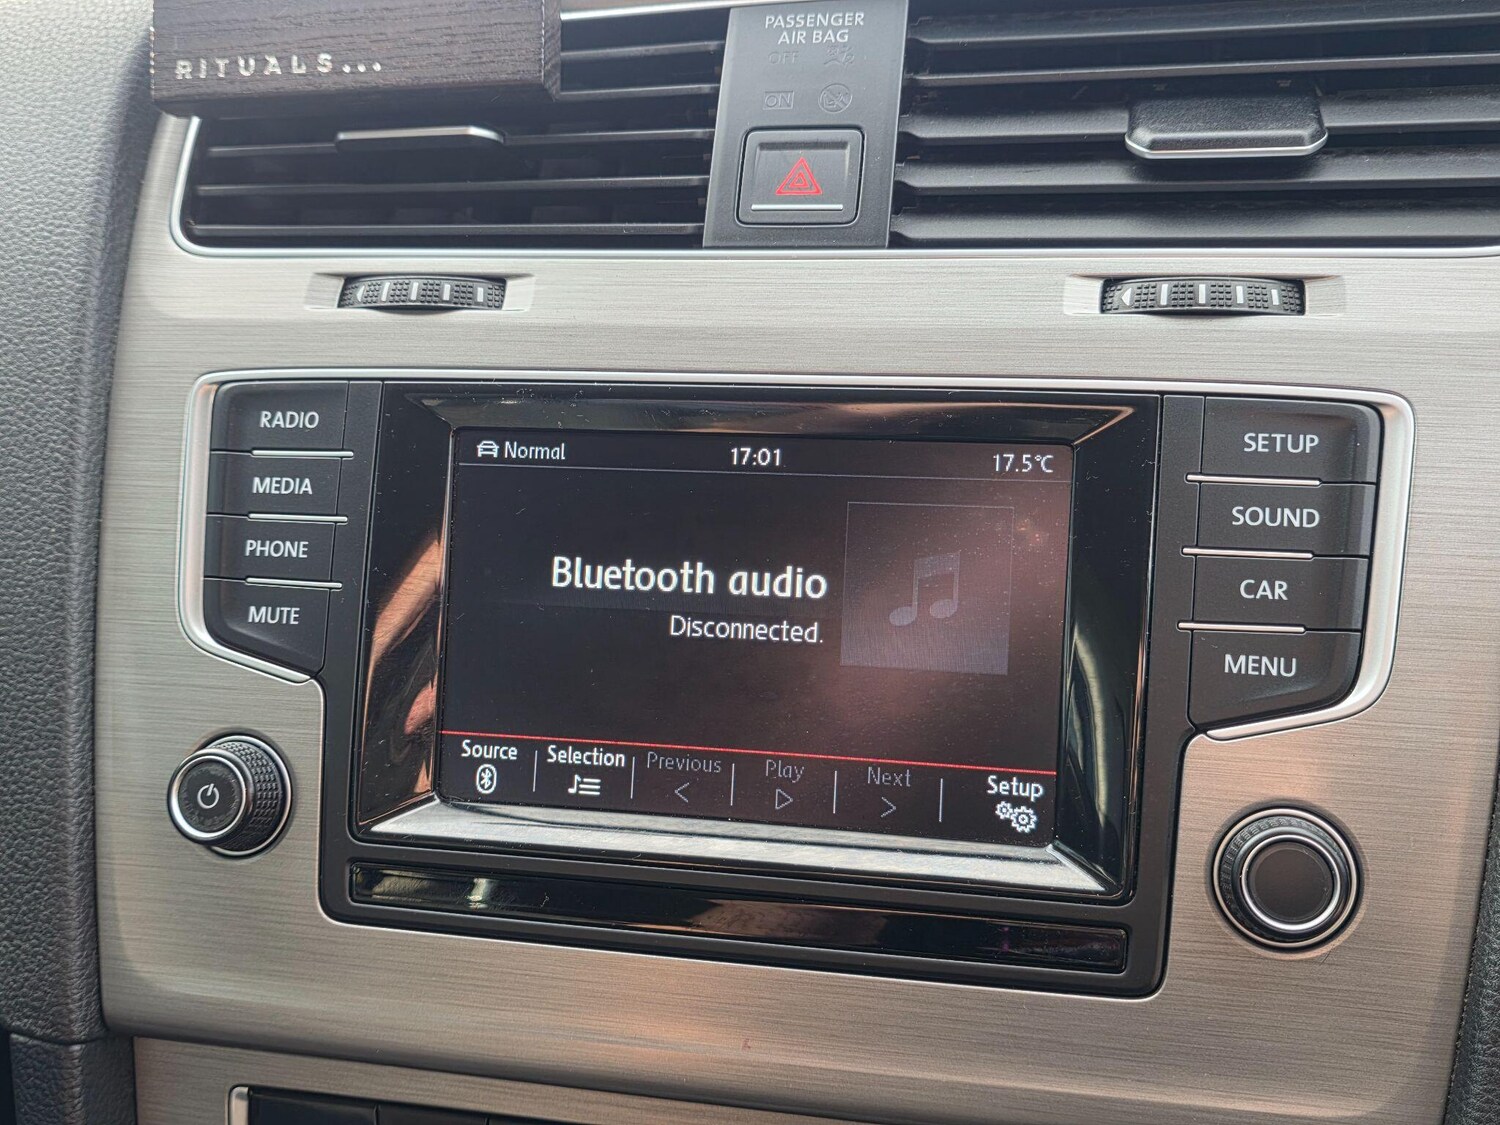 RITUALS...
PASSENGER
AIR BAG
OFF
ON
RADIO
MEDIA
PHONE
MUTE
Normal 17:01 17.5°C
Bluetooth audio
Disconnected.
Source Selection Previous Play Next Setup
SETUP
SOUND
CAR
MENU